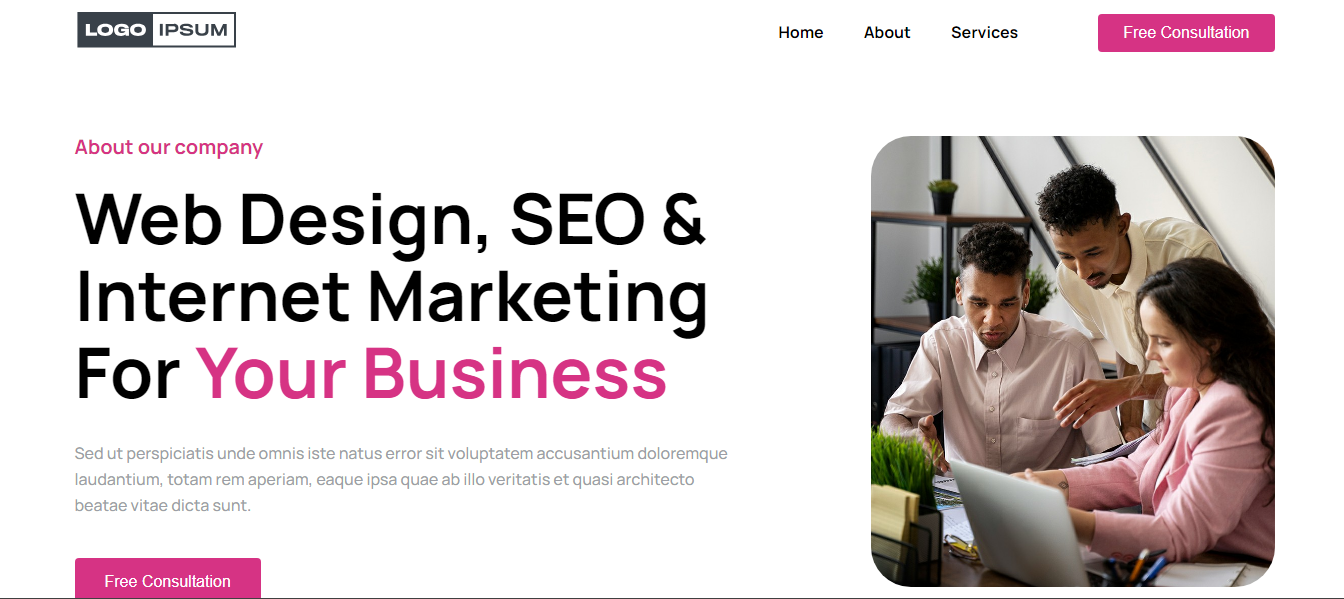 LOGO IPSUM
Home About Services Free Consultation
About our company
Web Design, SEO &
Internet Marketing
For Your Business
Sed ut perspiciatis unde omnis iste natus error sit voluptatem accusantium doloremque
laudantium, totam rem aperiam, eaque ipsa quae ab illo veritatis et quasi architecto
beatae vitae dicta sunt.
Free Consultation